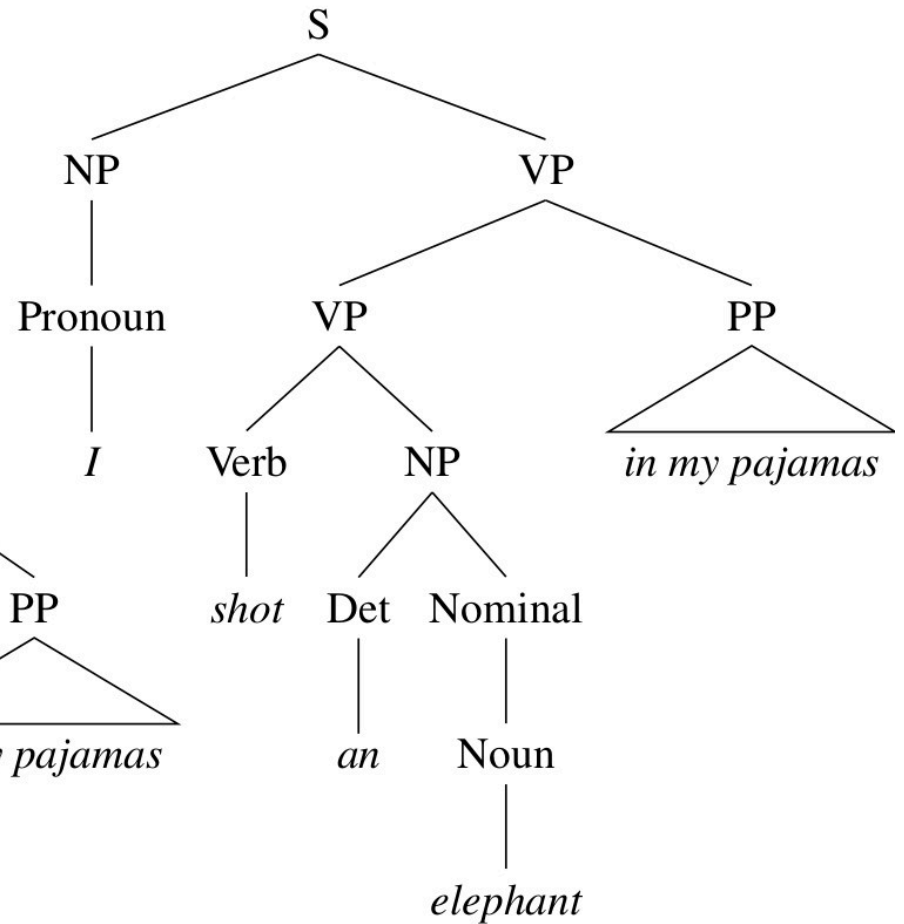 S
NP VP
Pronoun VP PP
I Verb NP in my pajamas
PP shot Det Nominal
pajamas an Noun
elephant